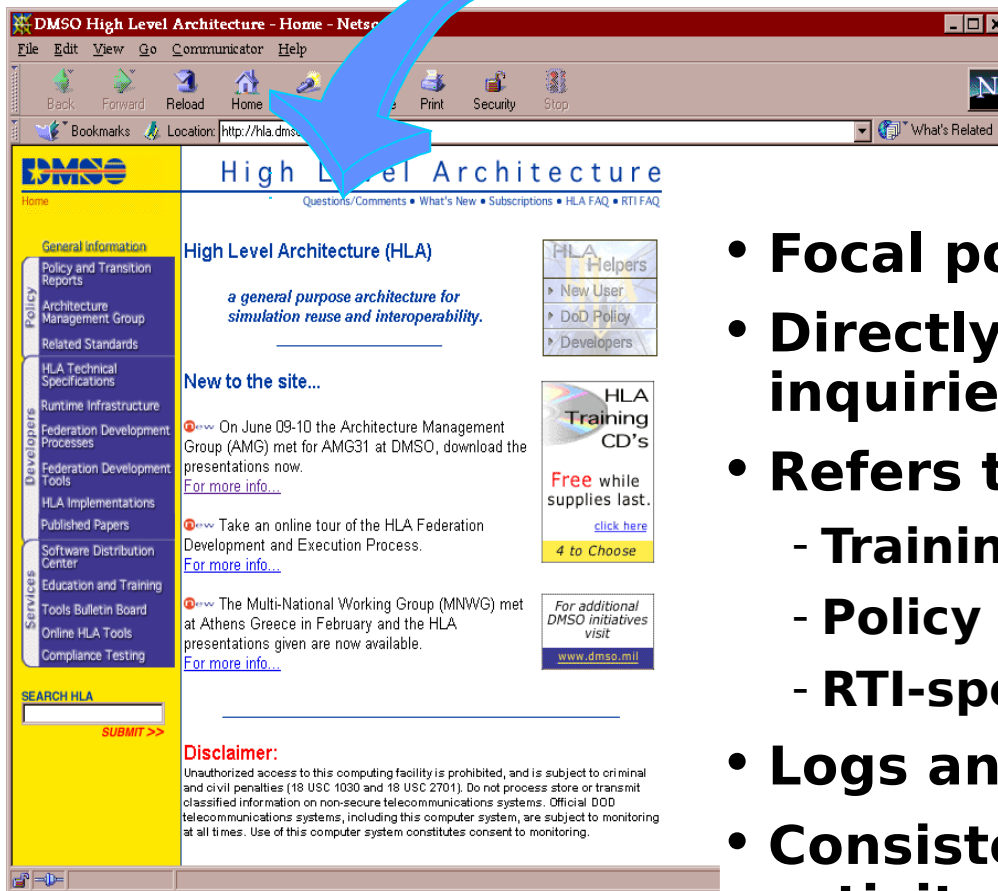 DMSO High Level Architecture - Home - Netsc
File Edit View Go Communicator Help
Back Forward Reload Home Print Security Stop
Bookmarks Location: http://hla.dmso What's Related
DMSO
High Level Architecture
Home
Questions/Comments • What's New • Subscriptions • HLA FAQ • RTI FAQ
General Information
Policy
Policy and Transition
Reports
Architecture
Management Group
Related Standards
Developers
HLA Technical
Specifications
Runtime Infrastructure
Federation Development
Processes
Federation Development
Tools
HLA Implementations
Published Papers
Services
Software Distribution
Center
Education and Training
Tools Bulletin Board
Online HLA Tools
Compliance Testing
SEARCH HLA
SUBMIT >>
High Level Architecture (HLA)
a general purpose architecture for
simulation reuse and interoperability.
New to the site...
new On June 09-10 the Architecture Management
Group (AMG) met for AMG31 at DMSO, download the
presentations now.
For more info...
new Take an online tour of the HLA Federation
Development and Execution Process.
For more info...
new The Multi-National Working Group (MNWG) met
at Athens Greece in February and the HLA
presentations given are now available.
For more info...
Disclaimer:
Unauthorized access to this computing facility is prohibited, and is subject to criminal
and civil penalties (18 USC 1030 and 18 USC 2701). Do not process store or transmit
classified information on non-secure telecommunications systems. Official DOD
telecommunications systems, including this computer system, are subject to monitoring
at all times. Use of this computer system constitutes consent to monitoring.
HLA
Helpers
New User
DoD Policy
Developers
HLA
Training
CD's
Free while
supplies last.
click here
4 to Choose
For additional
DMSO initiatives
visit
www.dmso.mil
• Focal po
• Directly
inquirie
• Refers t
- Trainin
- Policy
- RTI-spe
• Logs an
• Consiste